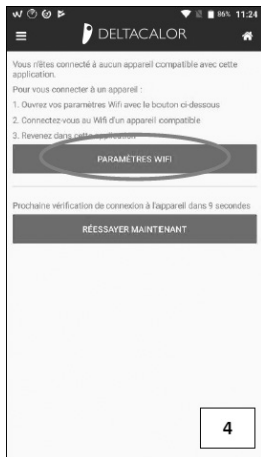 86% 11:24
DELTACALOR
Vous n'êtes connecté à aucun appareil compatible avec cette
application.
Pour vous connecter à un appareil :
1. Ouvrez vos paramètres Wifi avec le bouton ci-dessous
2. Connectez-vous au Wifi d'un appareil compatible
3. Revenez dans cette application
PARAMÈTRES WIFI
Prochaine vérification de connexion à l'appareil dans 9 secondes
RÉESSAYER MAINTENANT
4